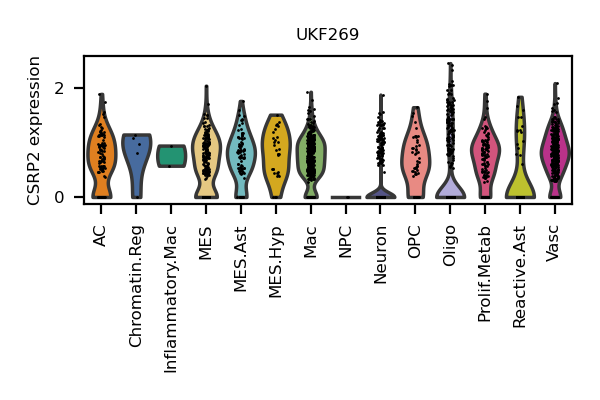 UKF269
CSRP2 expression
2
0
AC
Chromatin.Reg
Inflammatory.Mac
MES
MES.Ast
MES.Hyp
Mac
NPC
Neuron
OPC
Oligo
Prolif.Metab
Reactive.Ast
Vasc